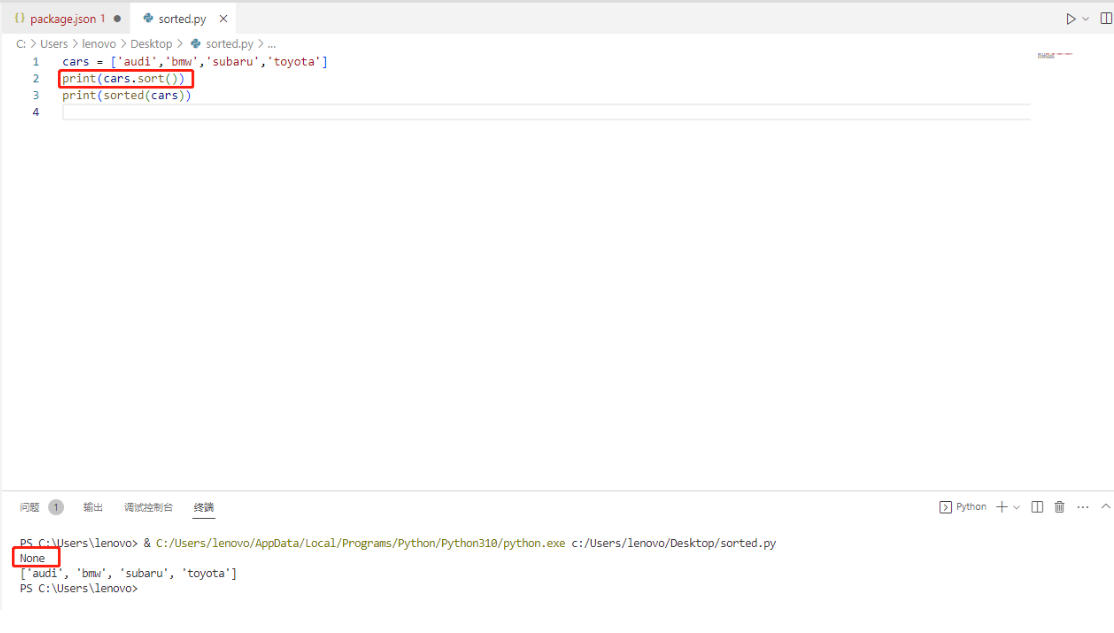 {} package.json 1 ●
sorted.py ×
C: > Users > lenovo > Desktop > sorted.py > ...
1 cars = ['audi','bmw','subaru','toyota']
2 print(cars.sort())
3 print(sorted(cars))
4
问题 1 输出 调试控制台 终端
Python
PS C:\Users\lenovo> & C:/Users/lenovo/AppData/Local/Programs/Python/Python310/python.exe c:/Users/lenovo/Desktop/sorted.py
None
['audi', 'bmw', 'subaru', 'toyota']
PS C:\Users\lenovo>